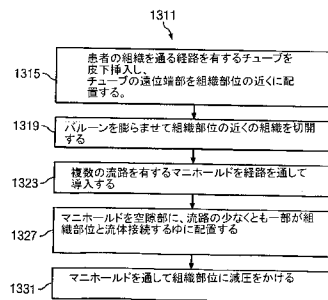 1311
1315
患者の組織を通る経路を有するチューブを
皮下挿入し、
チューブの遠位端部を組織部位の近くに配
置する。
1319
バルーンを膨らませて組織部位の近くの組織を切開
する
1323
複数の流路を有するマニホールドを経路を通して
導入する
1327
マニホールドを空隙部に、流路の少なくとも一部が
組織部位と流体接続するゆに配置する
1331
マニホールドを通して組織部位に減圧をかける